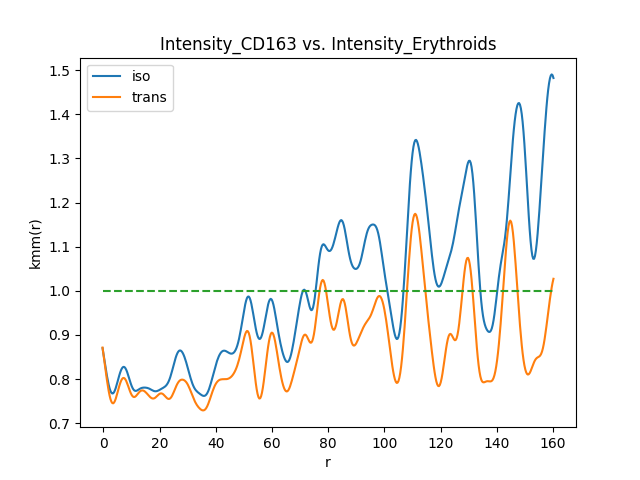 Intensity_CD163 vs. Intensity_Erythroids
iso
trans
1.5
1.4
1.3
1.2
1.1
1.0
0.9
0.8
0.7
kmm(r)
0 20 40 60 80 100 120 140 160
r